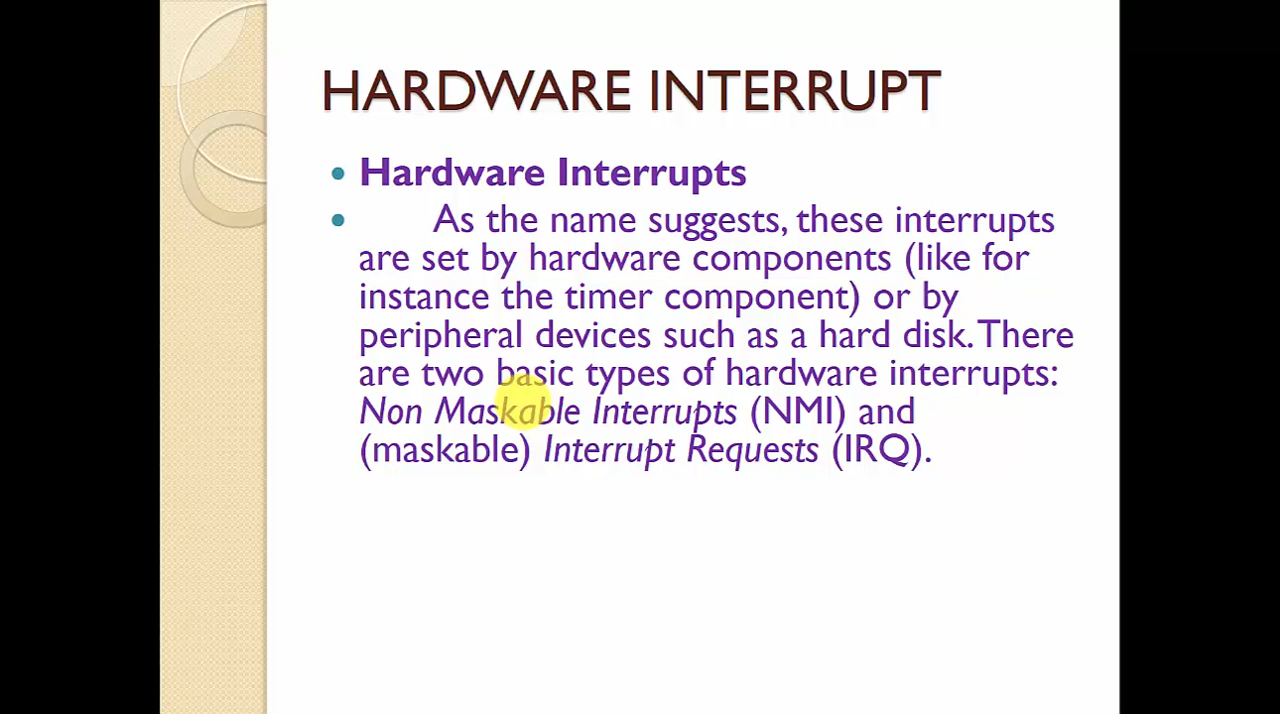 HARDWARE INTERRUPT
• Hardware Interrupts
• As the name suggests, these interrupts
are set by hardware components (like for
instance the timer component) or by
peripheral devices such as a hard disk. There
are two basic types of hardware interrupts:
Non Maskable Interrupts (NMI) and
(maskable) Interrupt Requests (IRQ).